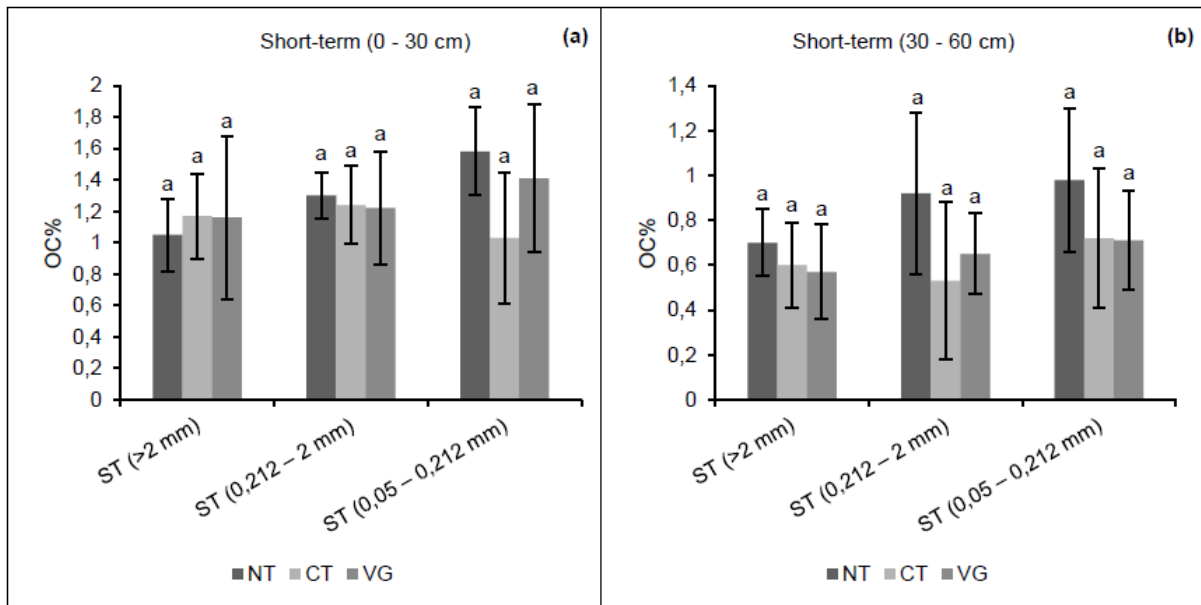 Short-term (0 - 30 cm)
(a)
OC%
2
1,8
1,6
1,4
1,2
1
0,8
0,6
0,4
0,2
0
a a a
a a a
a a a
ST (>2 mm)
ST (0,212 – 2 mm)
ST (0,05 – 0,212 mm)
NT CT VG
Short-term (30 - 60 cm)
(b)
OC%
1,4
1,2
1
0,8
0,6
0,4
0,2
0
a a a
a a a
a a a
ST (>2 mm)
ST (0,212 – 2 mm)
ST (0,05 – 0,212 mm)
NT CT VG